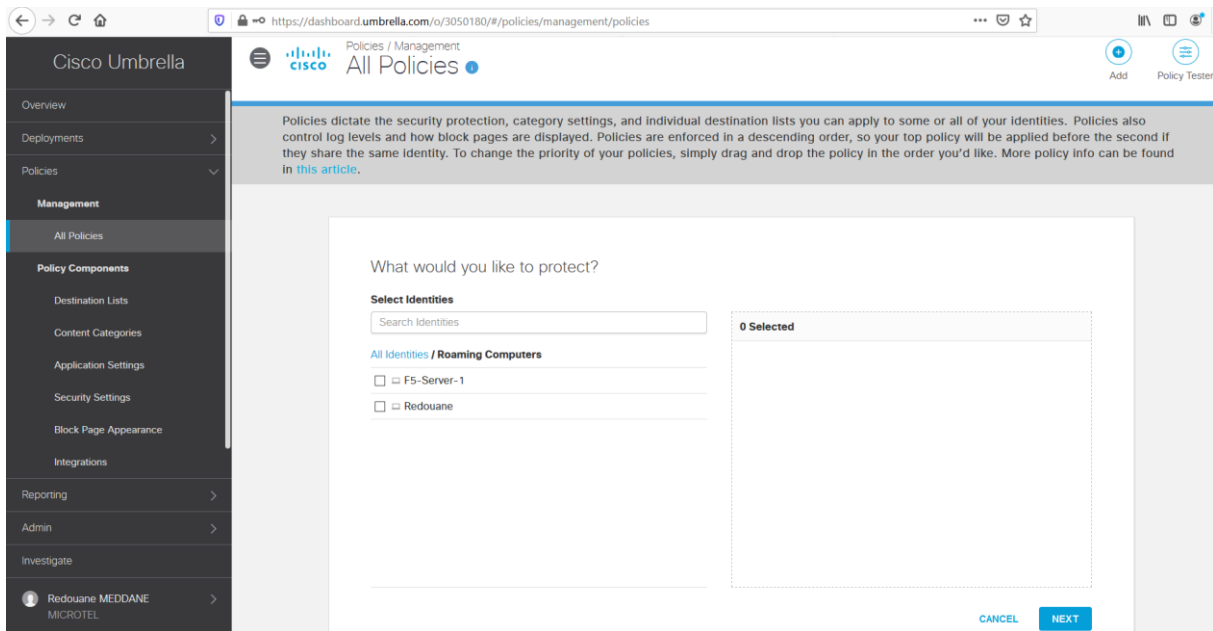 https://dashboard.umbrella.com/o/3050180/#/policies/management/policies
Cisco Umbrella
Overview
Deployments
Policies
Management
All Policies
Policy Components
Destination Lists
Content Categories
Application Settings
Security Settings
Block Page Appearance
Integrations
Reporting
Admin
Investigate
Redouane MEDDANE
MICROTEL
CISCO
Policies / Management
All Policies
Add
Policy Tester
Policies dictate the security protection, category settings, and individual destination lists you can apply to some or all of your identities. Policies also
control log levels and how block pages are displayed. Policies are enforced in a descending order, so your top policy will be applied before the second if
they share the same identity. To change the priority of your policies, simply drag and drop the policy in the order you'd like. More policy info can be found
in this article.
What would you like to protect?
Select Identities
Search Identities
All Identities / Roaming Computers
F5-Server-1
Redouane
0 Selected
CANCEL
NEXT